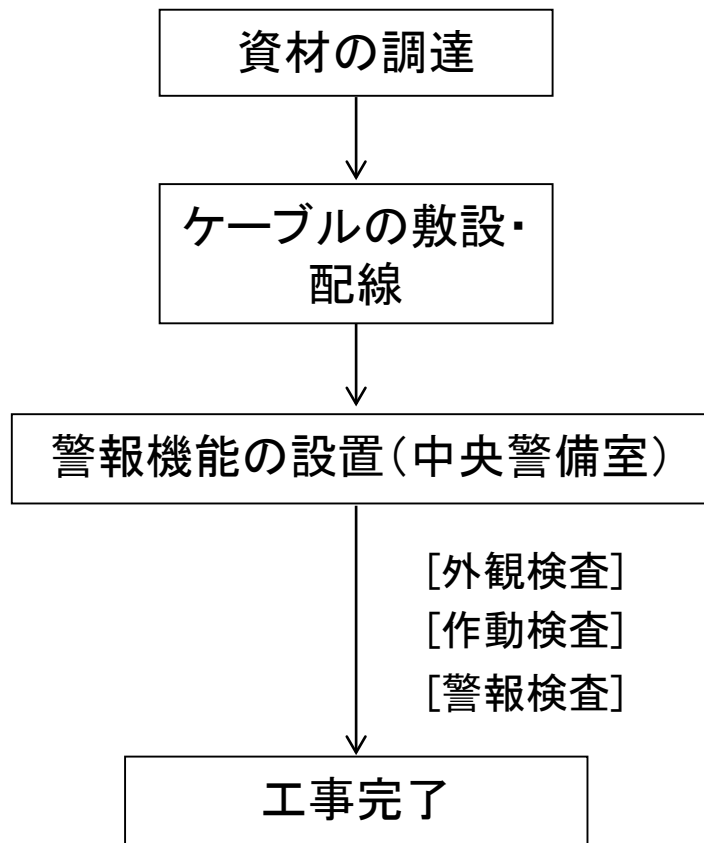 資材の調達
ケーブルの敷設・
配線
警報機能の設置（中央警備室）
[外観検査]
[作動検査]
[警報検査]
工事完了